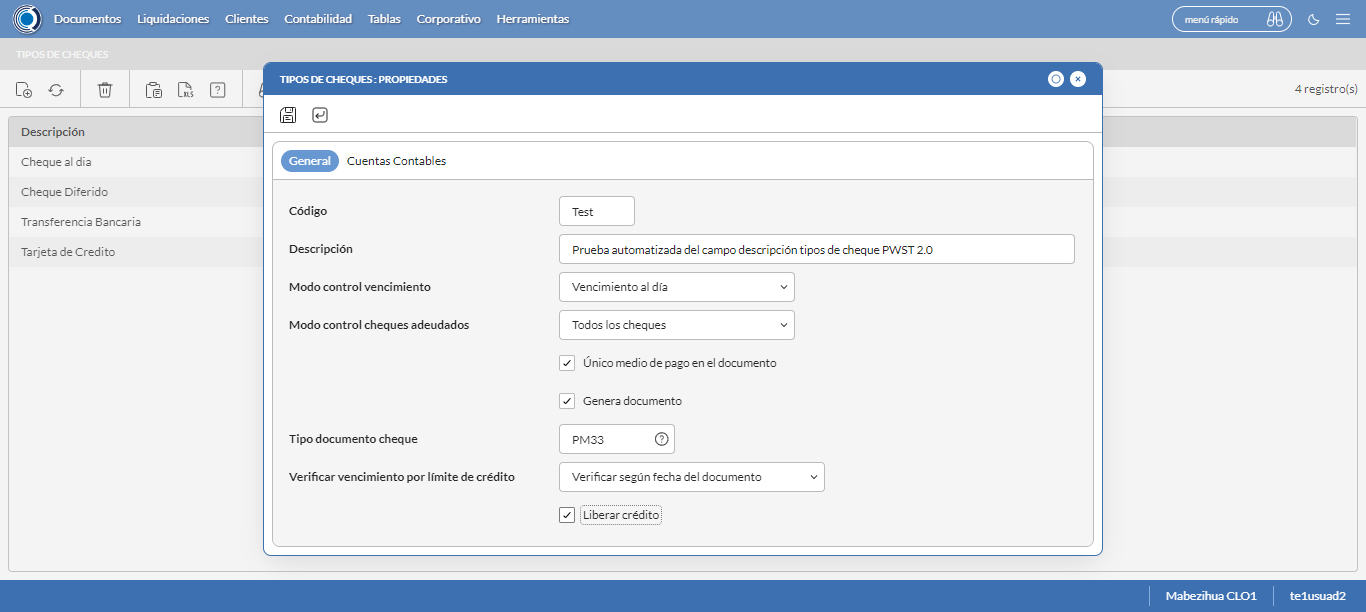 Documentos Liquidaciones Clientes Contabilidad Tablas Corporativo Herramientas menú rápido
TIPOS DE CHEQUES
TIPOS DE CHEQUES : PROPIEDADES
XLS ? 4 registro(s)
Descripción
Cheque al dia
Cheque Diferido
Transferencia Bancaria
Tarjeta de Credito
General Cuentas Contables
Código Test
Descripción Prueba automatizada del campo descripción tipos de cheque PWST 2.0
Modo control vencimiento Vencimiento al día
Modo control cheques adeudados Todos los cheques
Único medio de pago en el documento
Genera documento
Tipo documento cheque PM33 ?
Verificar vencimiento por límite de crédito Verificar según fecha del documento
Liberar crédito
Mabezihua CLO1 te1usuad2